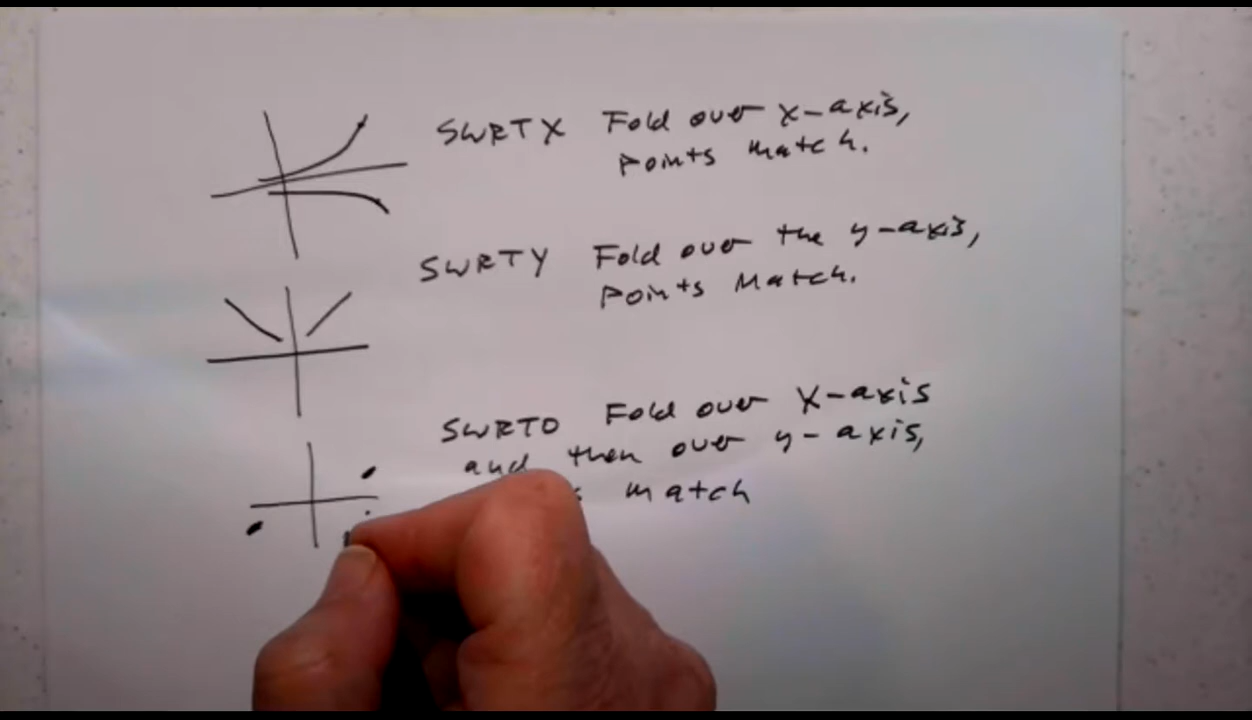 SWRTX Fold over x-axis,
points match.
SWRTY Fold over the y-axis,
Points Match.
SWRTO Fold over X-axis
and then over y-axis,
match